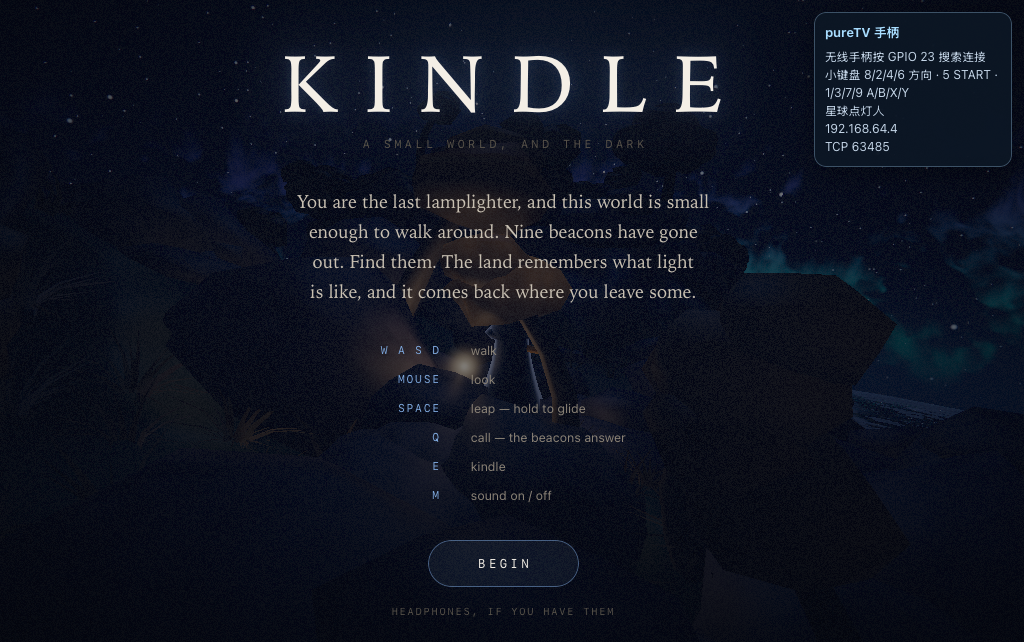 KINDLE
A SMALL WORLD, AND THE DARK
You are the last lamplighter, and this world is small
enough to walk around. Nine beacons have gone
out. Find them. The land remembers what light
is like, and it comes back where you leave some.
W A S D walk
MOUSE look
SPACE leap — hold to glide
Q call — the beacons answer
E kindle
M sound on / off
BEGIN
HEADPHONES, IF YOU HAVE THEM
pureTV 手柄
无线手柄按 GPIO 23 搜索连接
小键盘 8/2/4/6 方向 · 5 START ·
1/3/7/9 A/B/X/Y
星球点灯人
192.168.64.4
TCP 63485